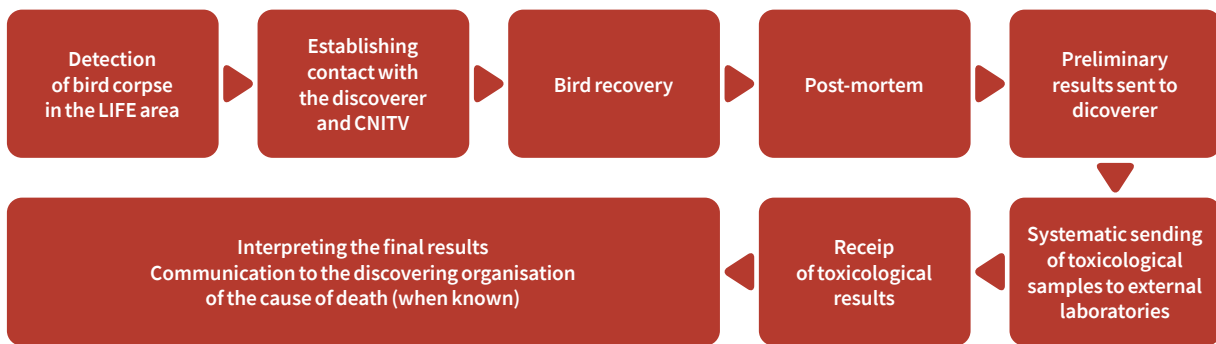 Detection
of bird corpse
in the LIFE area
Establishing
contact with
the discoverer
and CNITV
Bird recovery
Post-mortem
Preliminary
results sent to
dicoverer
Systematic sending
of toxicological
samples to external
laboratories
Receip
of toxicological
results
Interpreting the final results
Communication to the discovering organisation
of the cause of death (when known)